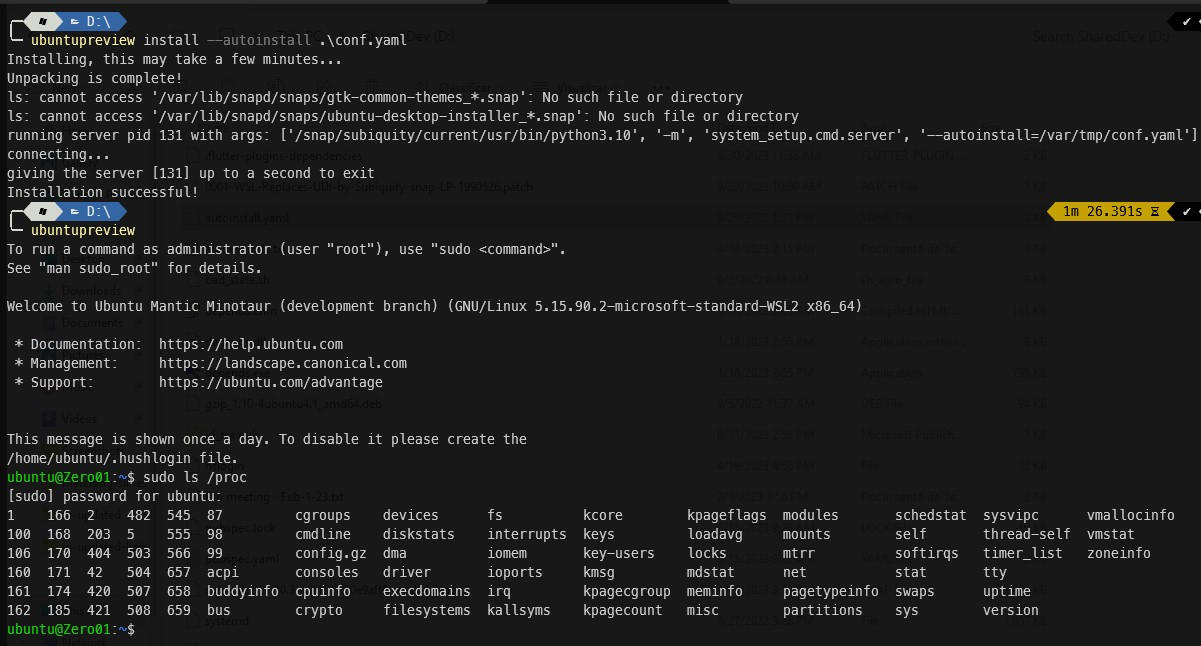 D:\
ubuntupreview install --autoinstall .\conf.yaml
Installing, this may take a few minutes...
Unpacking is complete!
ls: cannot access '/var/lib/snapd/snaps/gtk-common-themes_*.snap': No such file or directory
ls: cannot access '/var/lib/snapd/snaps/ubuntu-desktop-installer_*.snap': No such file or directory
running server pid 131 with args: ['/snap/subiquity/current/usr/bin/python3.10', '-m', 'system_setup.cmd.server', '--autoinstall=/var/tmp/conf.yaml']
connecting...
giving the server [131] up to a second to exit
Installation successful!
D:\ 1m 26.391s
ubuntupreview
To run a command as administrator (user "root"), use "sudo <command>".
See "man sudo_root" for details.
Welcome to Ubuntu Mantic Minotaur (development branch) (GNU/Linux 5.15.90.2-microsoft-standard-WSL2 x86_64)
* Documentation: https://help.ubuntu.com
* Management: https://landscape.canonical.com
* Support: https://ubuntu.com/advantage
This message is shown once a day. To disable it please create the
/home/ubuntu/.hushlogin file.
ubuntu@Zero01:~$ sudo ls /proc
[sudo] password for ubuntu:
1 166 2 482 545 87 cgroups devices fs kcore kpageflags modules schedstat sysvipc vmallocinfo
100 168 203 5 555 98 cmdline diskstats interrupts keys loadavg mounts self thread-self vmstat
106 170 404 503 566 99 config.gz dma iomem key-users locks mtrr softirqs timer_list zoneinfo
160 171 42 504 657 acpi consoles driver ioports kmsg mdstat net stat tty
161 174 420 507 658 buddyinfo cpuinfo execdomains irq kpagecgroup meminfo pagetypeinfo swaps uptime
162 185 421 508 659 bus crypto filesystems kallsyms kpagecount misc partitions sys version
ubuntu@Zero01:~$